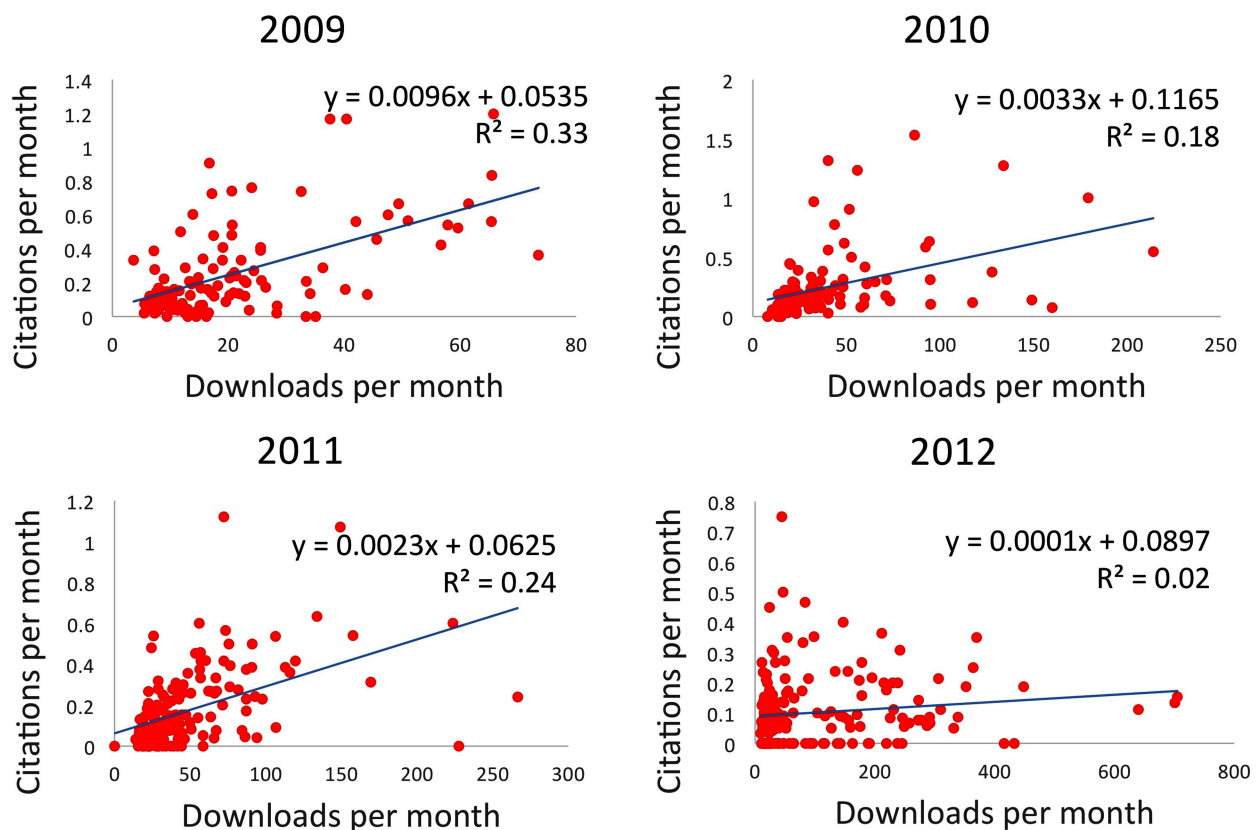 2009
Citations per month
1.4
1.2
1
0.8
0.6
0.4
0.2
0
y = 0.0096x + 0.0535
R² = 0.33
0 20 40 60 80
Downloads per month
2010
Citations per month
2
1.5
1
0.5
0
y = 0.0033x + 0.1165
R² = 0.18
0 50 100 150 200 250
Downloads per month
2011
Citations per month
1.2
1
0.8
0.6
0.4
0.2
0
y = 0.0023x + 0.0625
R² = 0.24
0 50 100 150 200 250 300
Downloads per month
2012
Citations per month
0.8
0.7
0.6
0.5
0.4
0.3
0.2
0.1
0
y = 0.0001x + 0.0897
R² = 0.02
0 200 400 600 800
Downloads per month